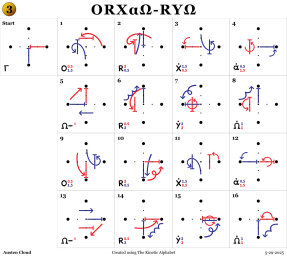 3
ORXαΩ-RYΩ
Start 1 2 3 4
Γ O R Ẋ ά
5 6 7 8
Ω– R Ẏ Ω̇
9 10 11 12
O R Ẋ ά
13 14 15 16
Ω– R Ẏ Ω̇
Austen Cloud Created using The Kinetic Alphabet 5-29-2025